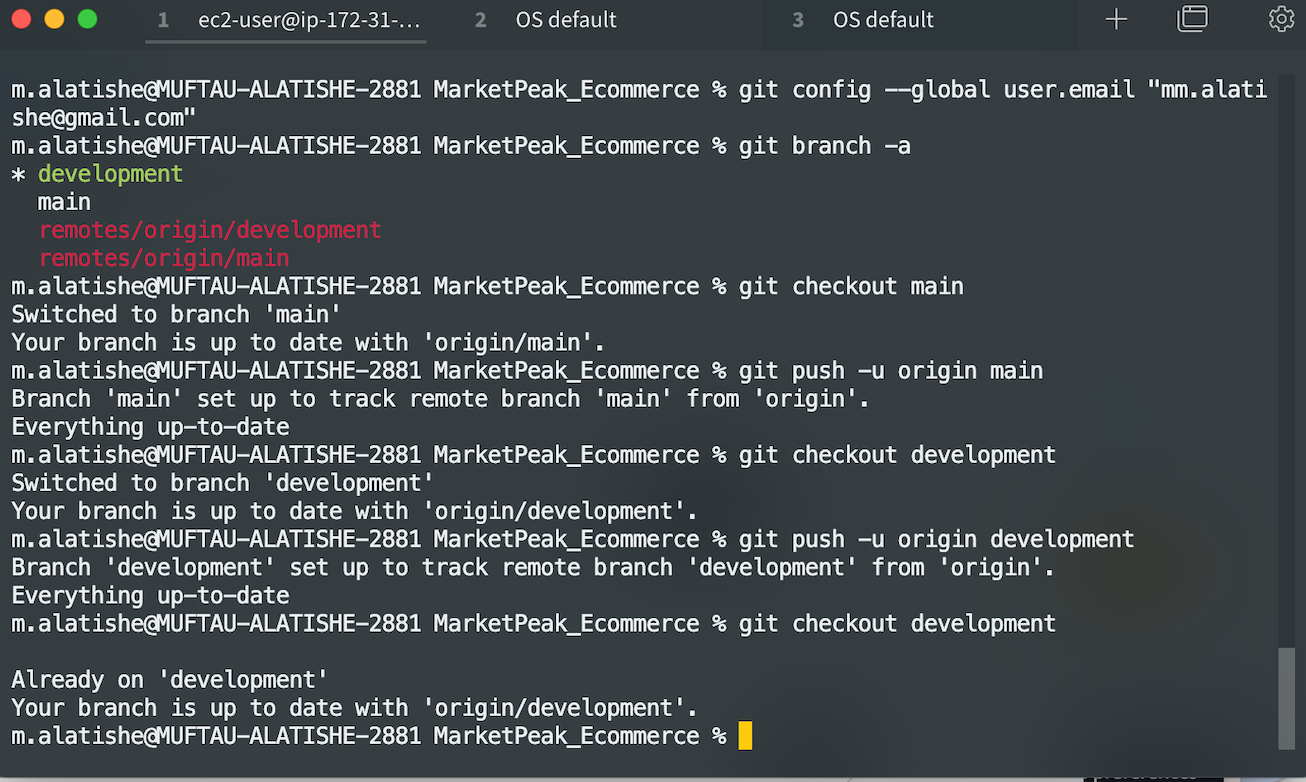 1 ec2-user@ip-172-31-... 2 OS default 3 OS default
m.alatishe@MUFTAU-ALATISHE-2881 MarketPeak_Ecommerce % git config --global user.email "mm.alati
she@gmail.com"
m.alatishe@MUFTAU-ALATISHE-2881 MarketPeak_Ecommerce % git branch -a
* development
  main
  remotes/origin/development
  remotes/origin/main
m.alatishe@MUFTAU-ALATISHE-2881 MarketPeak_Ecommerce % git checkout main
Switched to branch 'main'
Your branch is up to date with 'origin/main'.
m.alatishe@MUFTAU-ALATISHE-2881 MarketPeak_Ecommerce % git push -u origin main
Branch 'main' set up to track remote branch 'main' from 'origin'.
Everything up-to-date
m.alatishe@MUFTAU-ALATISHE-2881 MarketPeak_Ecommerce % git checkout development
Switched to branch 'development'
Your branch is up to date with 'origin/development'.
m.alatishe@MUFTAU-ALATISHE-2881 MarketPeak_Ecommerce % git push -u origin development
Branch 'development' set up to track remote branch 'development' from 'origin'.
Everything up-to-date
m.alatishe@MUFTAU-ALATISHE-2881 MarketPeak_Ecommerce % git checkout development
Already on 'development'
Your branch is up to date with 'origin/development'.
m.alatishe@MUFTAU-ALATISHE-2881 MarketPeak_Ecommerce %